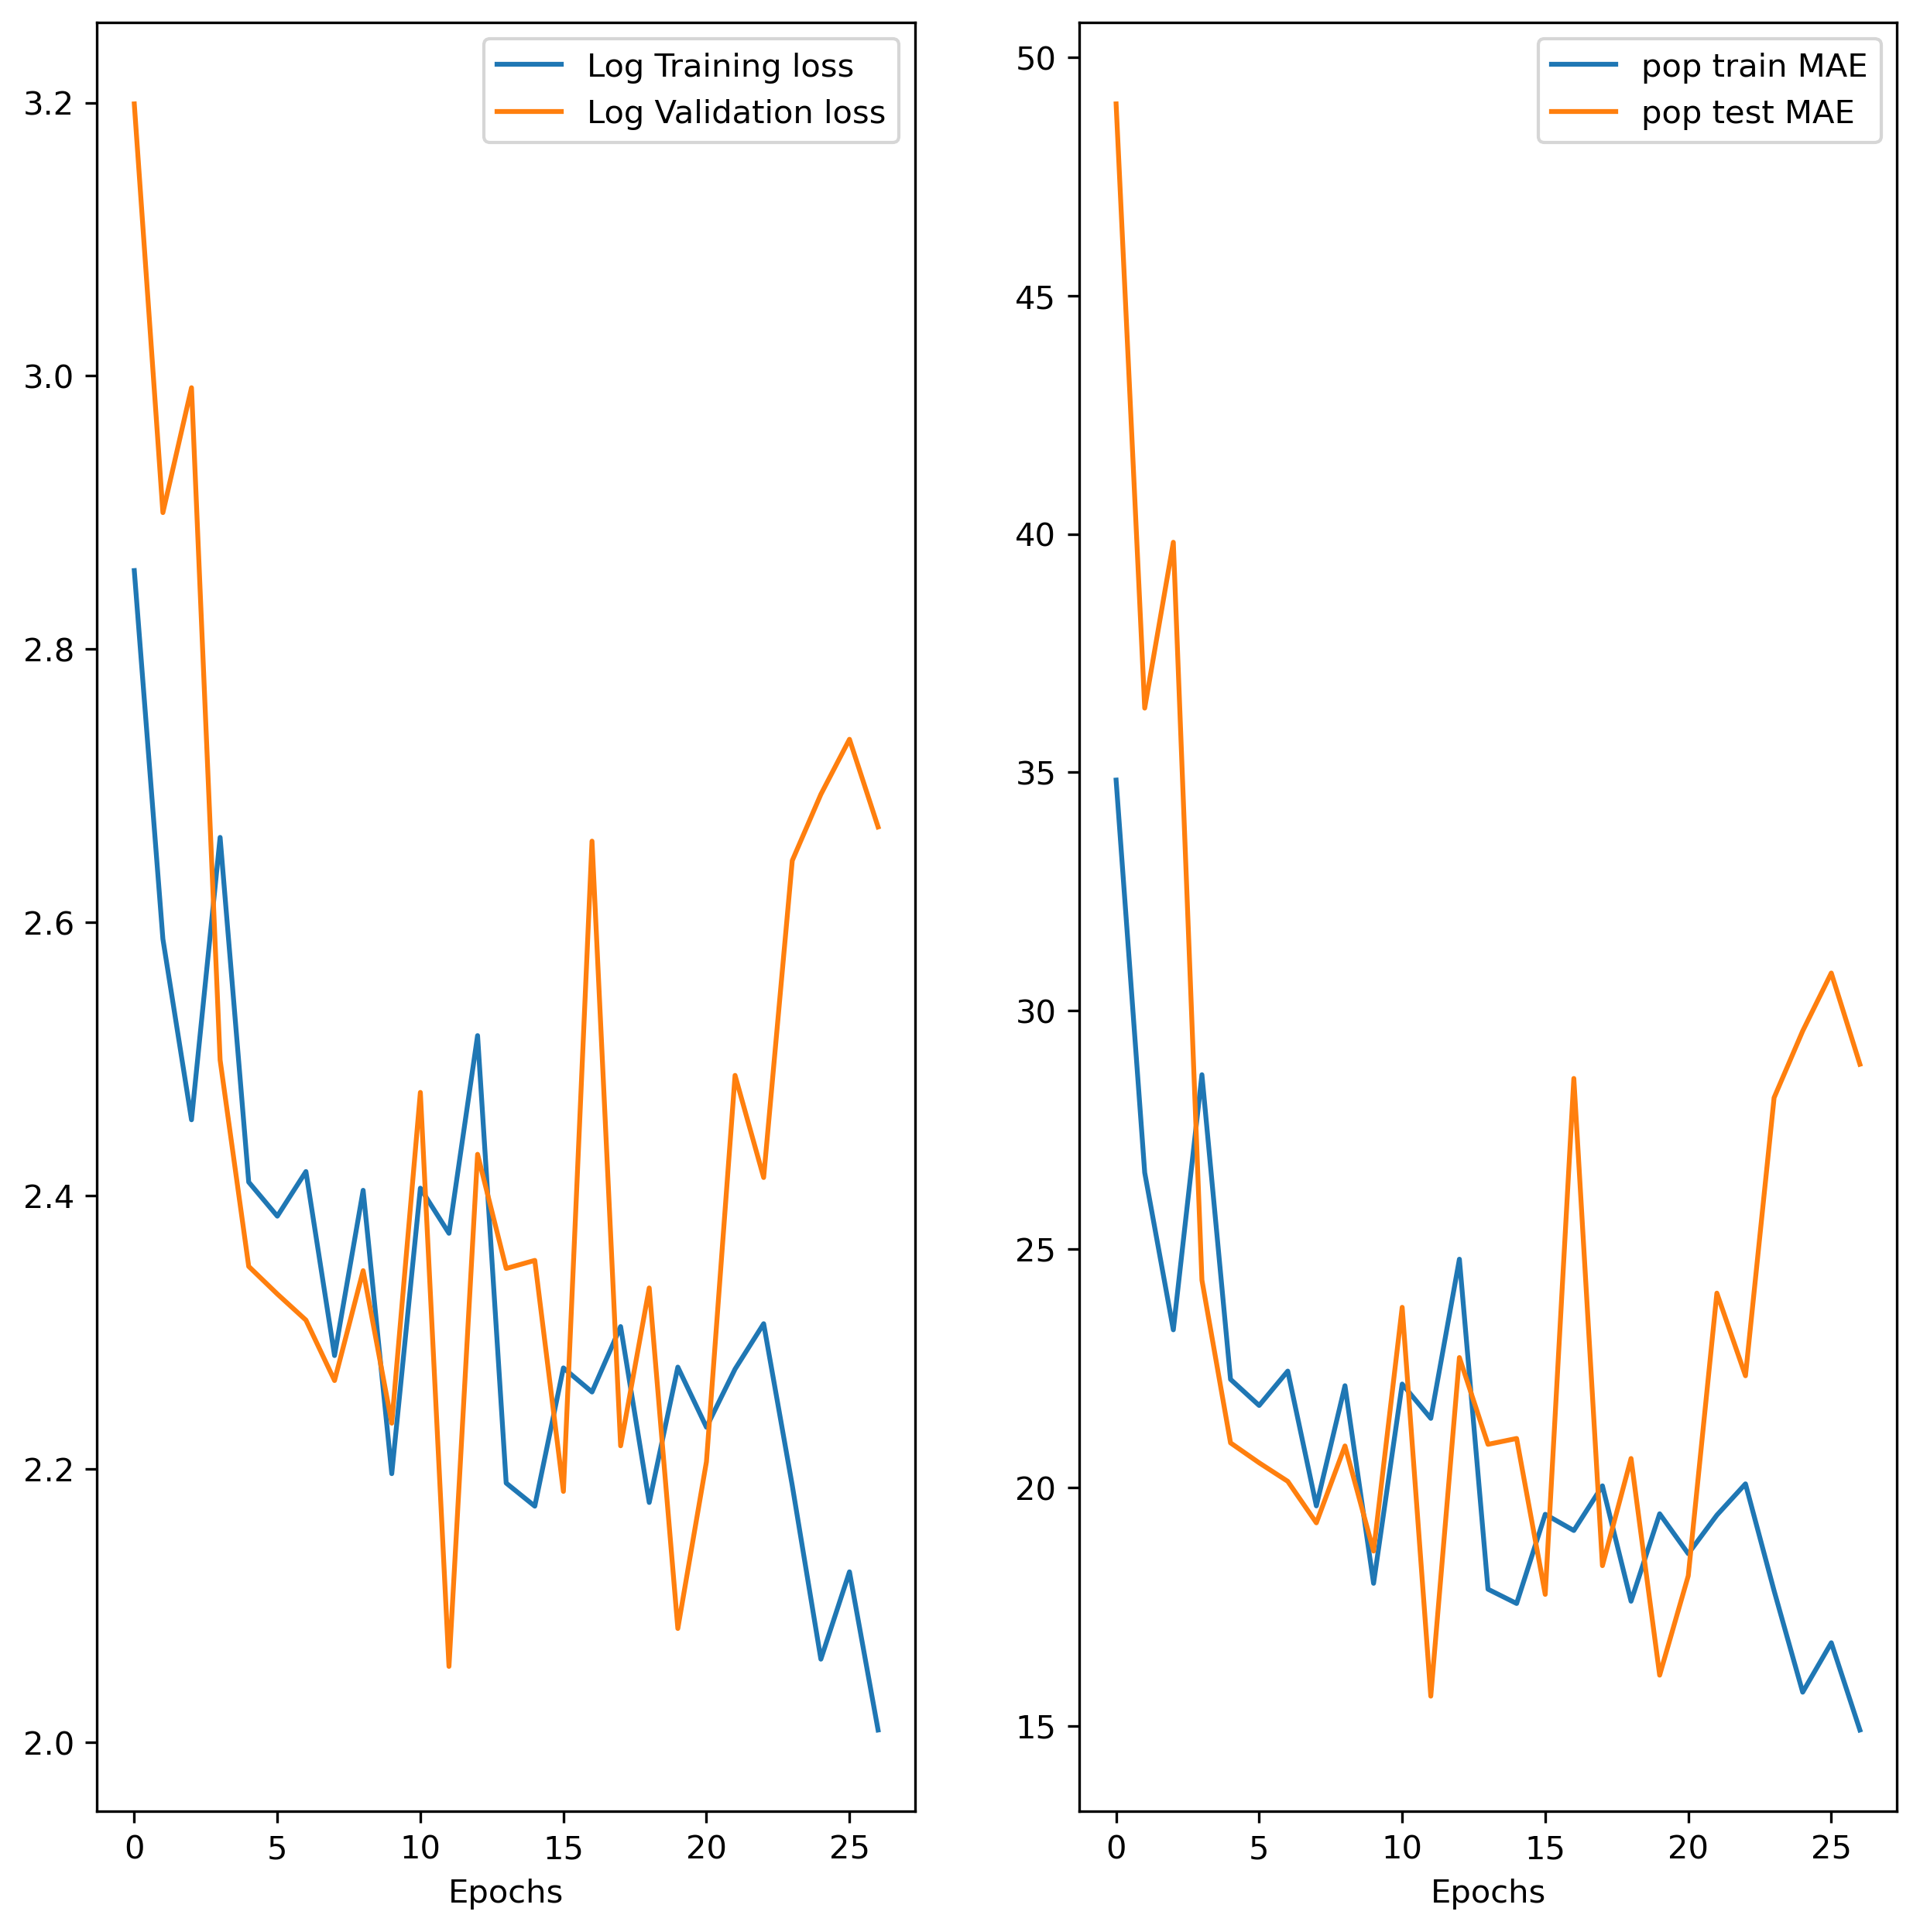 Log Training loss
Log Validation loss
3.2
3.0
2.8
2.6
2.4
2.2
2.0
0 5 10 15 20 25
Epochs
pop train MAE
pop test MAE
50
45
40
35
30
25
20
15
0 5 10 15 20 25
Epochs